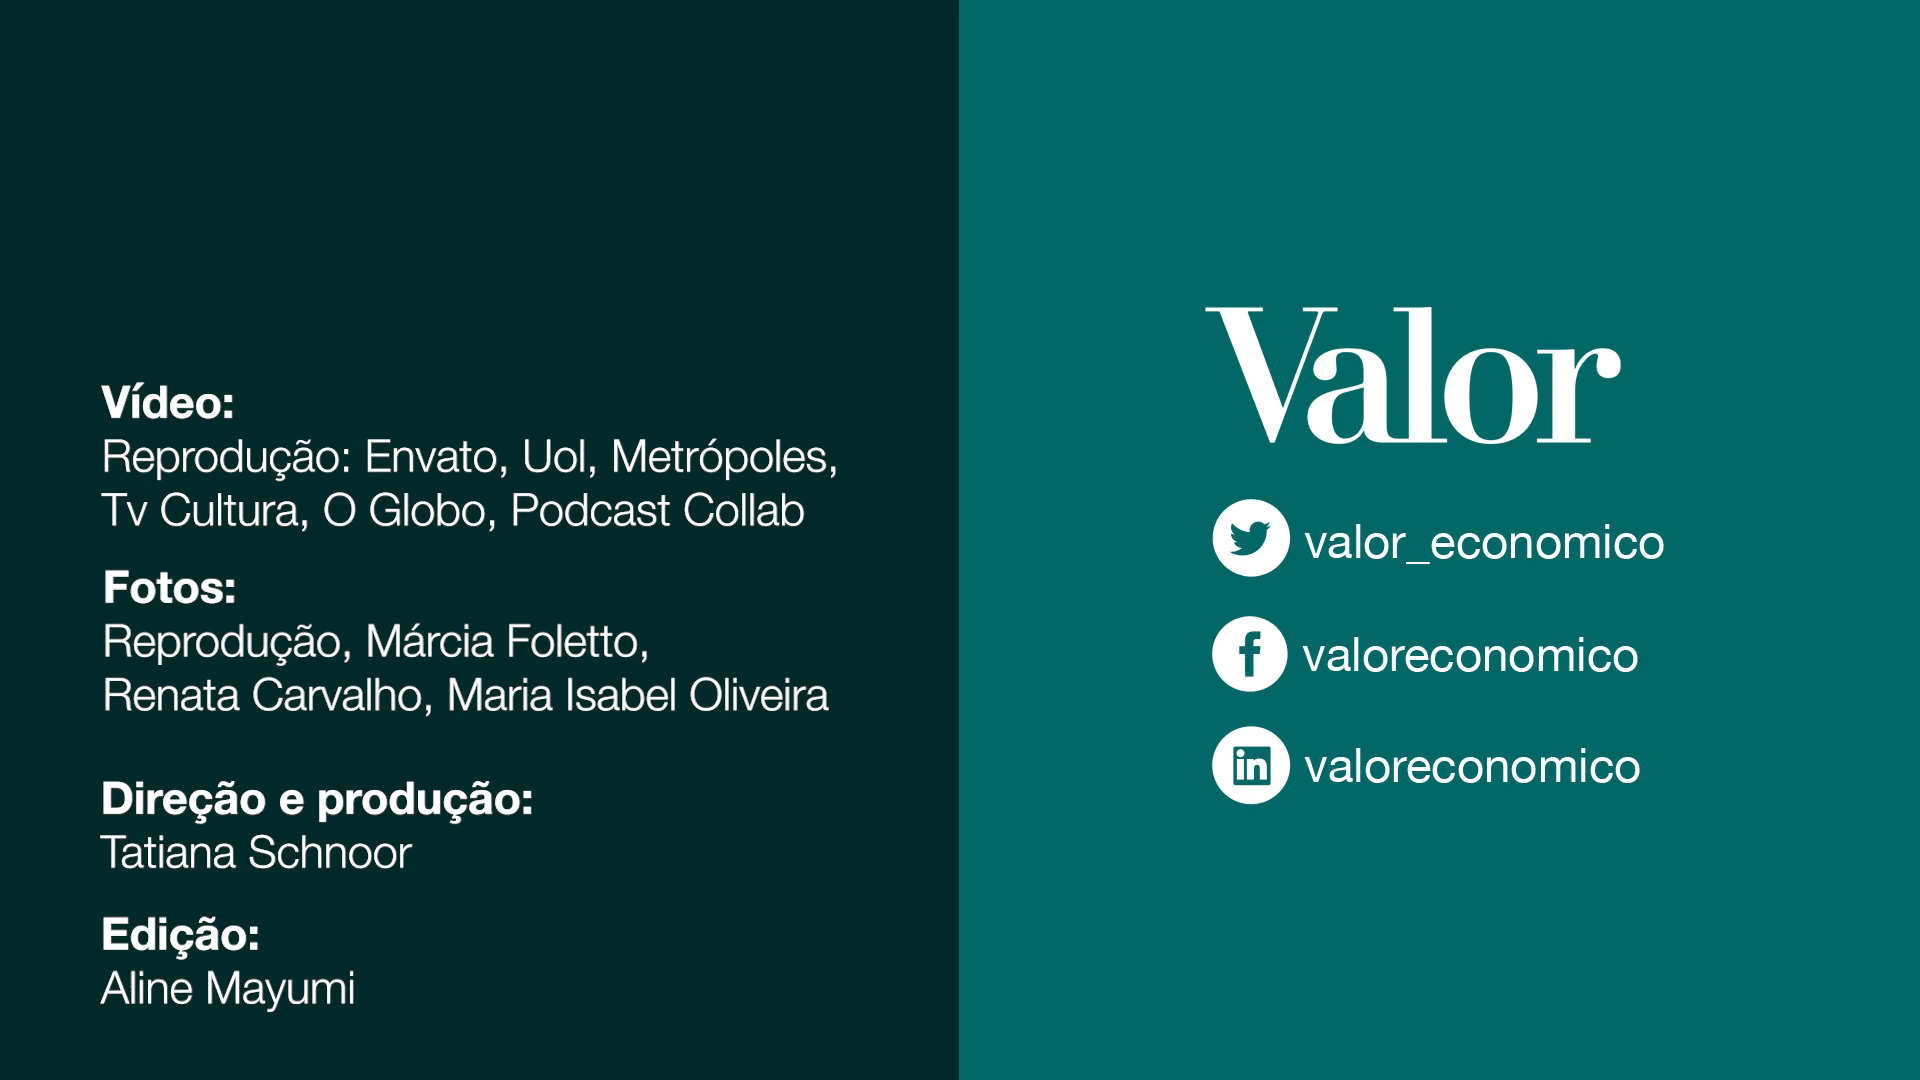 Vídeo:
Reprodução: Envato, Uol, Metrópoles,
Tv Cultura, O Globo, Podcast Collab
Fotos:
Reprodução, Márcia Foletto,
Renata Carvalho, Maria Isabel Oliveira
Direção e produção:
Tatiana Schnoor
Edição:
Aline Mayumi
Valor
valor_economico
valoreconomico
valoreconomico